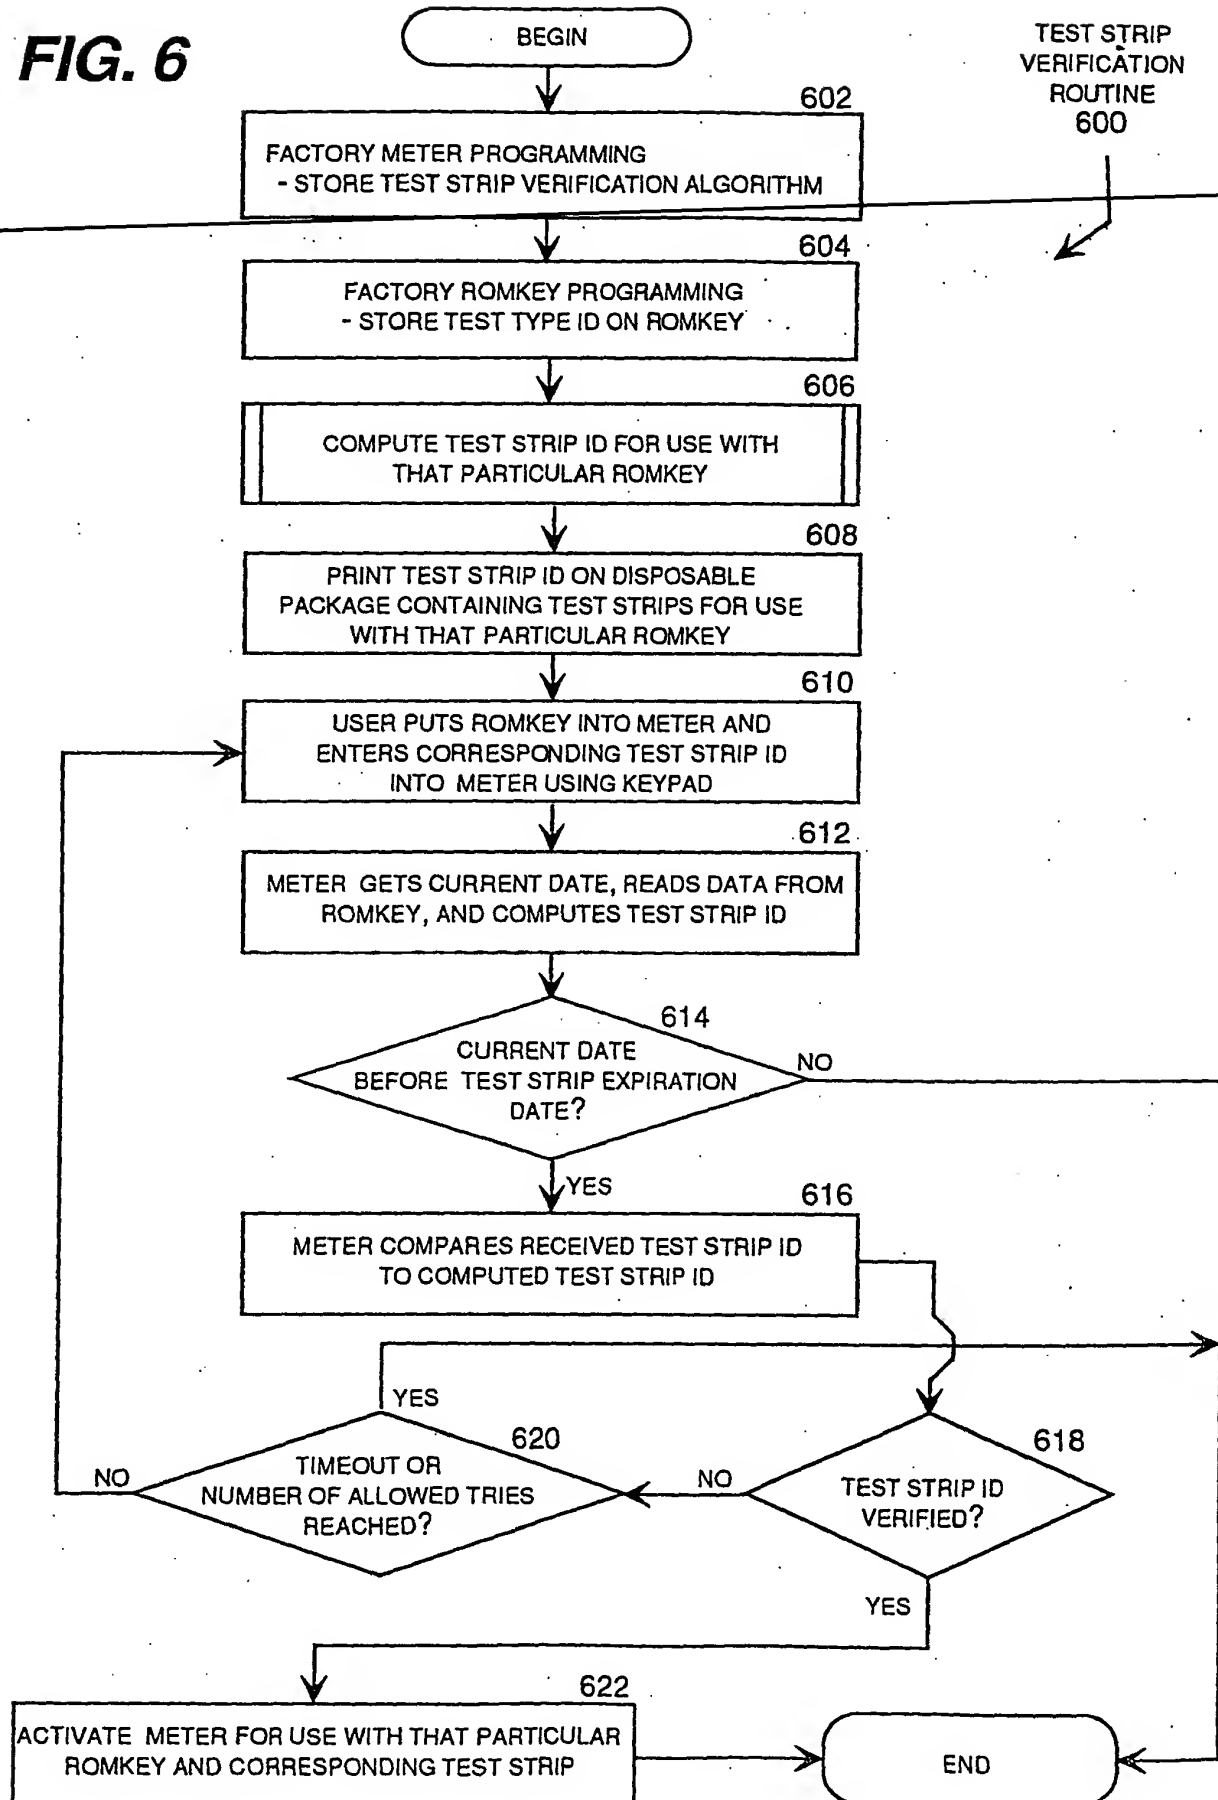 FIG. 6
BEGIN
TEST STRIP
VERIFICATION
ROUTINE
600
602
FACTORY METER PROGRAMMING
- STORE TEST STRIP VERIFICATION ALGORITHM
604
FACTORY ROMKEY PROGRAMMING
- STORE TEST TYPE ID ON ROMKEY
606
COMPUTE TEST STRIP ID FOR USE WITH
THAT PARTICULAR ROMKEY
608
PRINT TEST STRIP ID ON DISPOSABLE
PACKAGE CONTAINING TEST STRIPS FOR USE
WITH THAT PARTICULAR ROMKEY
610
USER PUTS ROMKEY INTO METER AND
ENTERS CORRESPONDING TEST STRIP ID
INTO METER USING KEYPAD
612
METER GETS CURRENT DATE, READS DATA FROM
ROMKEY, AND COMPUTES TEST STRIP ID
614
CURRENT DATE
BEFORE TEST STRIP EXPIRATION
DATE?
NO
YES
616
METER COMPARES RECEIVED TEST STRIP ID
TO COMPUTED TEST STRIP ID
YES
620
TIMEOUT OR
NUMBER OF ALLOWED TRIES
REACHED?
NO
NO
618
TEST STRIP ID
VERIFIED?
YES
622
ACTIVATE METER FOR USE WITH THAT PARTICULAR
ROMKEY AND CORRESPONDING TEST STRIP
END